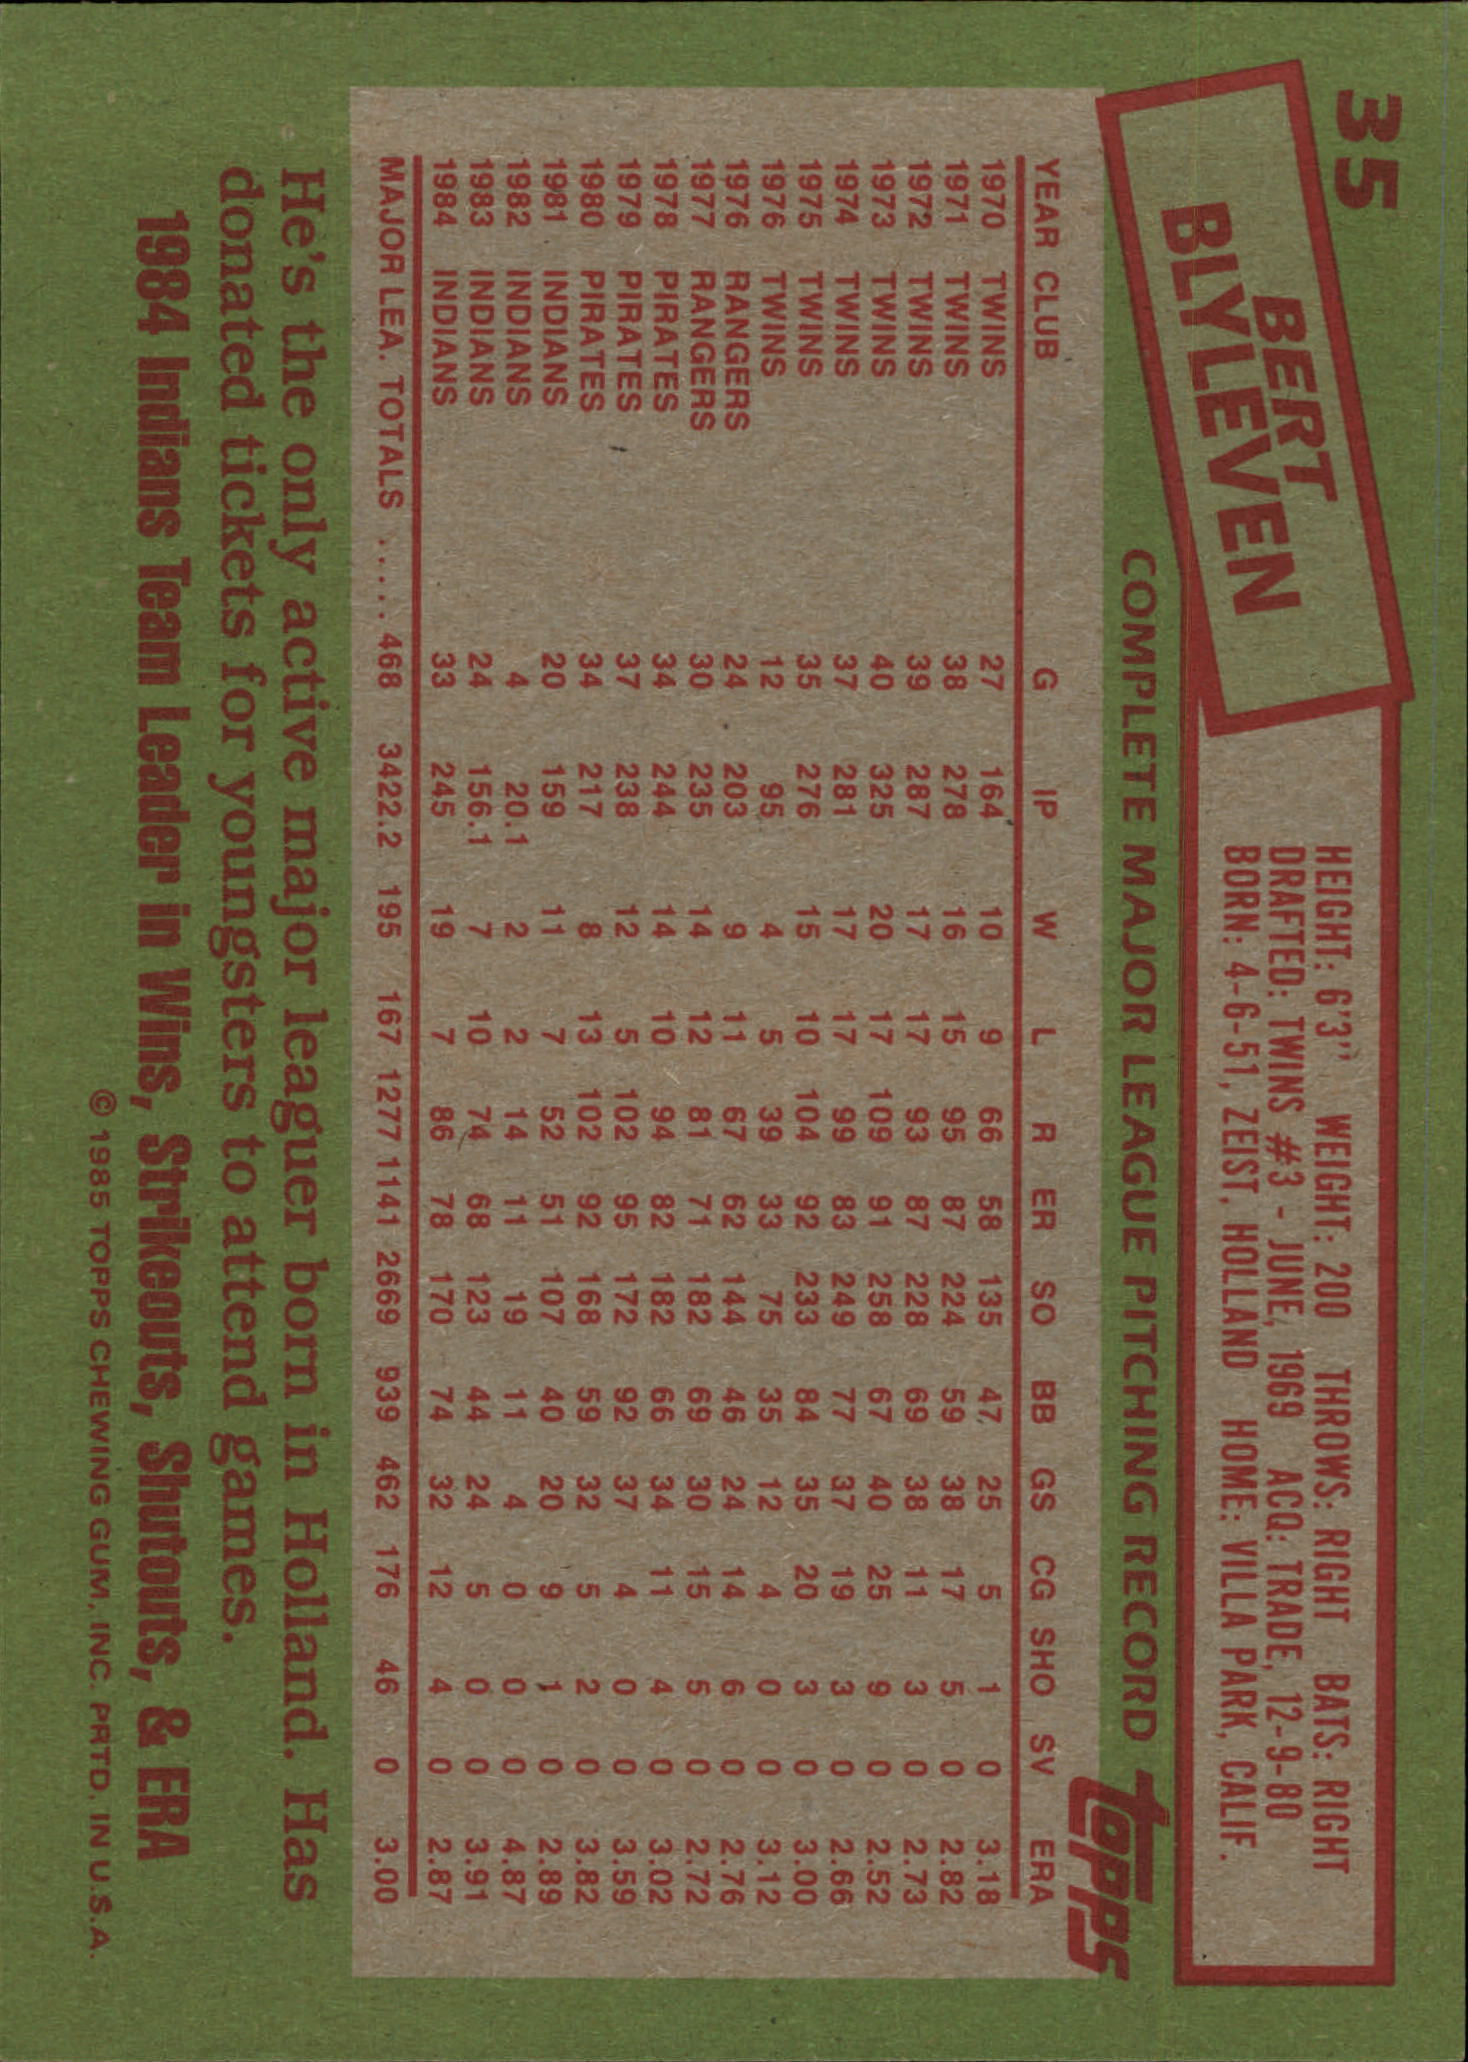 35
BERT
BLYLEVEN
HEIGHT: 6'3" WEIGHT: 200 THROWS: RIGHT BATS: RIGHT
DRAFTED: TWINS #3 - JUNE, 1969 ACQ: TRADE, 12-9-80
BORN: 4-6-51, ZEIST, HOLLAND HOME: VILLA PARK, CALIF.
COMPLETE MAJOR LEAGUE PITCHING RECORD
topps
YEAR CLUB G IP W L R ER SO BB GS CG SHO SV ERA
1970 TWINS 27 164 10 9 66 58 135 47 25 5 1 0 3.18
1971 TWINS 38 278 16 15 95 87 224 59 38 17 5 0 2.82
1972 TWINS 39 287 17 17 93 87 228 69 38 11 3 0 2.73
1973 TWINS 40 325 20 17 109 91 258 67 40 25 9 0 2.52
1974 TWINS 37 281 17 17 99 83 249 77 37 19 3 0 2.66
1975 TWINS 35 276 15 10 104 92 233 84 35 20 3 0 3.00
1976 TWINS 12 95 4 5 39 33 75 35 12 4 0 0 3.12
1976 RANGERS 24 203 9 11 67 62 144 46 24 14 6 0 2.76
1977 RANGERS 30 235 14 12 81 71 182 69 30 15 5 0 2.72
1978 PIRATES 34 244 14 10 94 82 182 66 34 11 4 0 3.02
1979 PIRATES 37 238 12 5 102 95 172 92 37 4 0 0 3.59
1980 PIRATES 34 217 8 13 102 92 168 59 32 5 2 0 3.82
1981 INDIANS 20 159 11 7 52 51 107 40 20 9 1 0 2.89
1982 INDIANS 4 20.1 2 2 14 11 19 11 4 0 0 0 4.87
1983 INDIANS 24 156.1 7 10 74 68 123 44 24 5 0 0 3.91
1984 INDIANS 33 245 19 7 86 78 170 74 32 12 4 0 2.87
MAJOR LEA. TOTALS ..... 468 3422.2 195 167 1277 1141 2669 939 462 176 46 0 3.00
He's the only active major leaguer born in Holland. Has
donated tickets for youngsters to attend games.
1984 Indians Team Leader in Wins, Strikeouts, Shutouts, & ERA
© 1985 TOPPS CHEWING GUM, INC. PRTD. IN U.S.A.